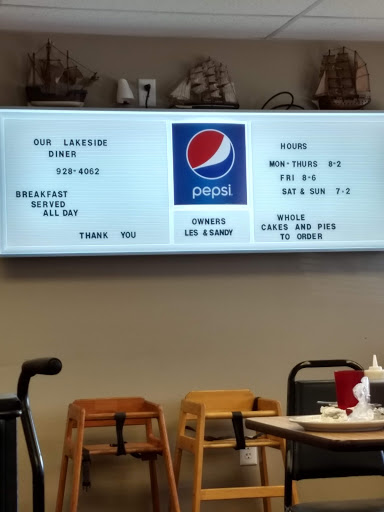 OUR LAKESIDE
DINER
928-4062
BREAKFAST
SERVED
ALL DAY
THANK YOU
pepsi
OWNERS
LES & SANDY
HOURS
MON-THURS 8-2
FRI 8-6
SAT & SUN 7-2
WHOLE
CAKES AND PIES
TO ORDER